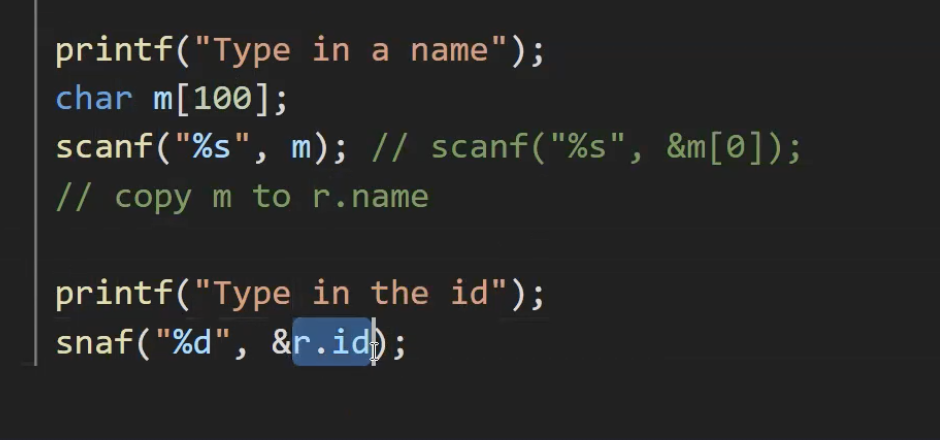 printf("Type in a name");
char m[100];
scanf("%s", m); // scanf("%s", &m[0]);
// copy m to r.name
printf("Type in the id");
snaf("%d", &r.id);